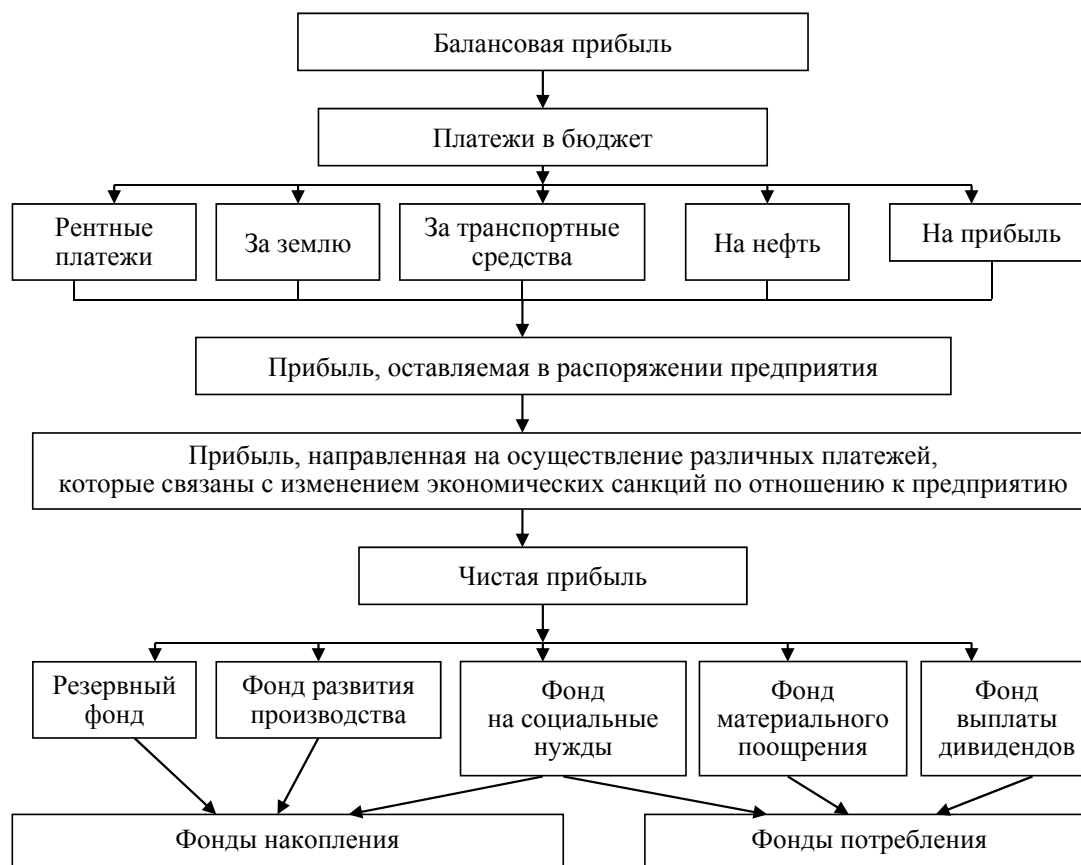 Балансовая прибыль
Платежи в бюджет
Рентные
платежи
За землю
За транспортные
средства
На нефть
На прибыль
Прибыль, оставляемая в распоряжении предприятия
Прибыль, направленная на осуществление различных платежей,
которые связаны с изменением экономических санкций по отношению к предприятию
Чистая прибыль
Резервный
фонд
Фонд развития
производства
Фонд
на социальные
нужды
Фонд
материального
поощрения
Фонд
выплаты
дивидендов
Фонды накопления
Фонды потребления